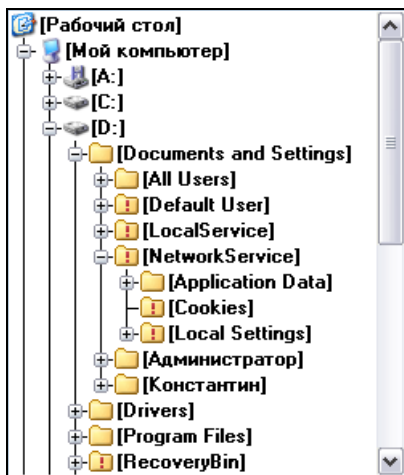 [Рабочий стол]
[Мой компьютер]
[A:]
[C:]
[D:]
[Documents and Settings]
[All Users]
[Default User]
[LocalService]
[NetworkService]
[Application Data]
[Cookies]
[Local Settings]
[Администратор]
[Константин]
[Drivers]
[Program Files]
[RecoveryBin]